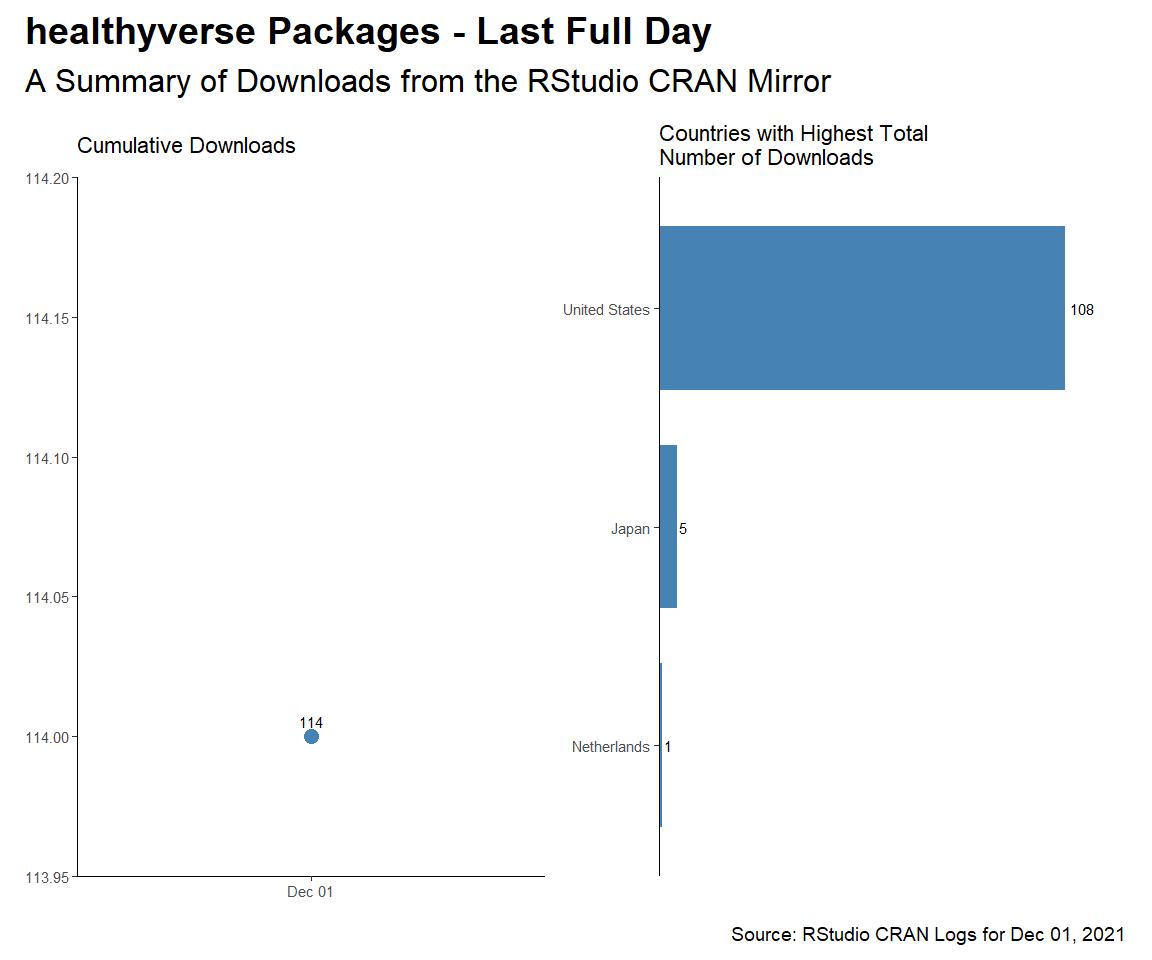 healthyverse Packages - Last Full Day
A Summary of Downloads from the RStudio CRAN Mirror
Cumulative Downloads
114.20
114.15
114.10
114.05
114.00
113.95
114
Dec 01
Countries with Highest Total
Number of Downloads
United States
108
Japan
5
Netherlands
1
Source: RStudio CRAN Logs for Dec 01, 2021